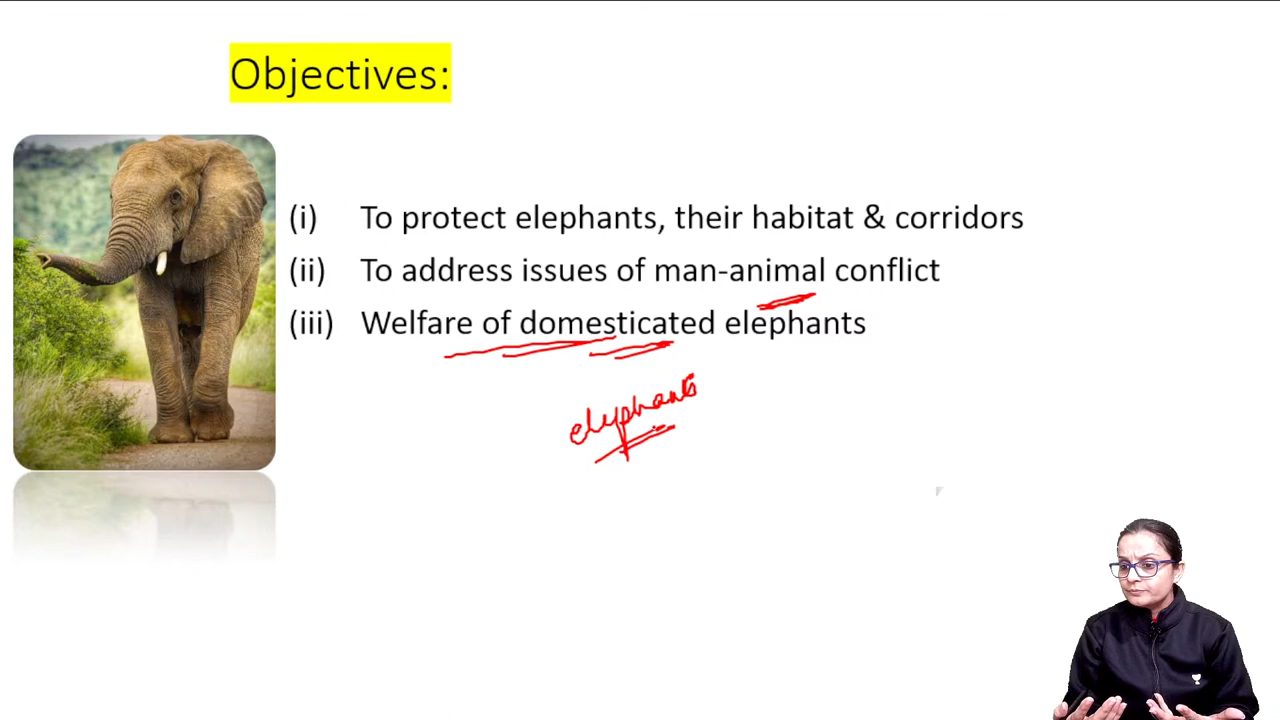 Objectives:
(i) To protect elephants, their habitat & corridors
(ii) To address issues of man-animal conflict
(iii) Welfare of domesticated elephants
elephants